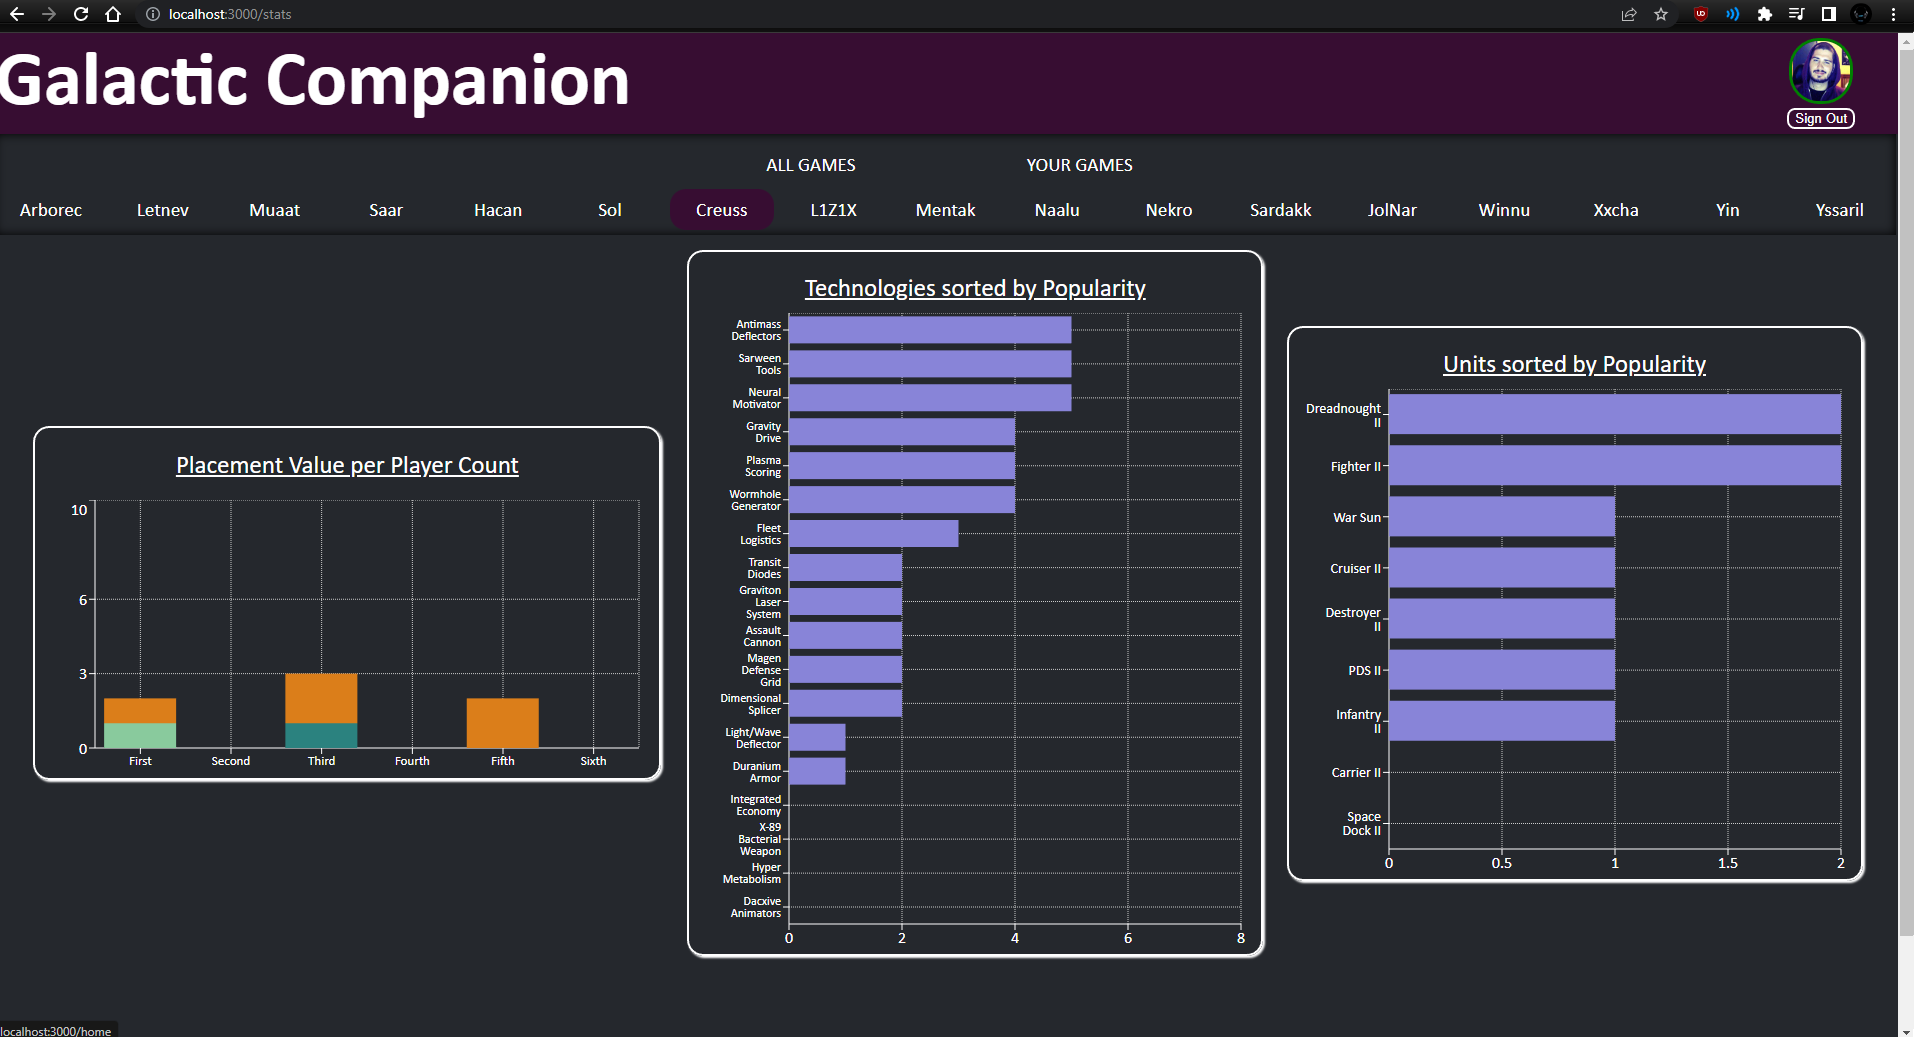 localhost:3000/stats
Galactic Companion
Sign Out
ALL GAMES YOUR GAMES
Arborec Letnev Muaat Saar Hacan Sol Creuss L1Z1X Mentak Naalu Nekro Sardakk JolNar Winnu Xxcha Yin Yssaril
Placement Value per Player Count
10
6
3
0
First Second Third Fourth Fifth Sixth
Technologies sorted by Popularity
Antimass
Deflectors
Sarween
Tools
Neural
Motivator
Gravity
Drive
Plasma
Scoring
Wormhole
Generator
Fleet
Logistics
Transit
Diodes
Graviton
Laser
System
Assault
Cannon
Magen
Defense
Grid
Dimensional
Splicer
Light/Wave
Deflector
Duranium
Armor
Integrated
Economy
X-89
Bacterial
Weapon
Hyper
Metabolism
Dacxive
Animators
0 2 4 6 8
Units sorted by Popularity
Dreadnought
II
Fighter II
War Sun
Cruiser II
Destroyer
II
PDS II
Infantry
II
Carrier II
Space
Dock II
0 0.5 1 1.5 2
localhost:3000/home